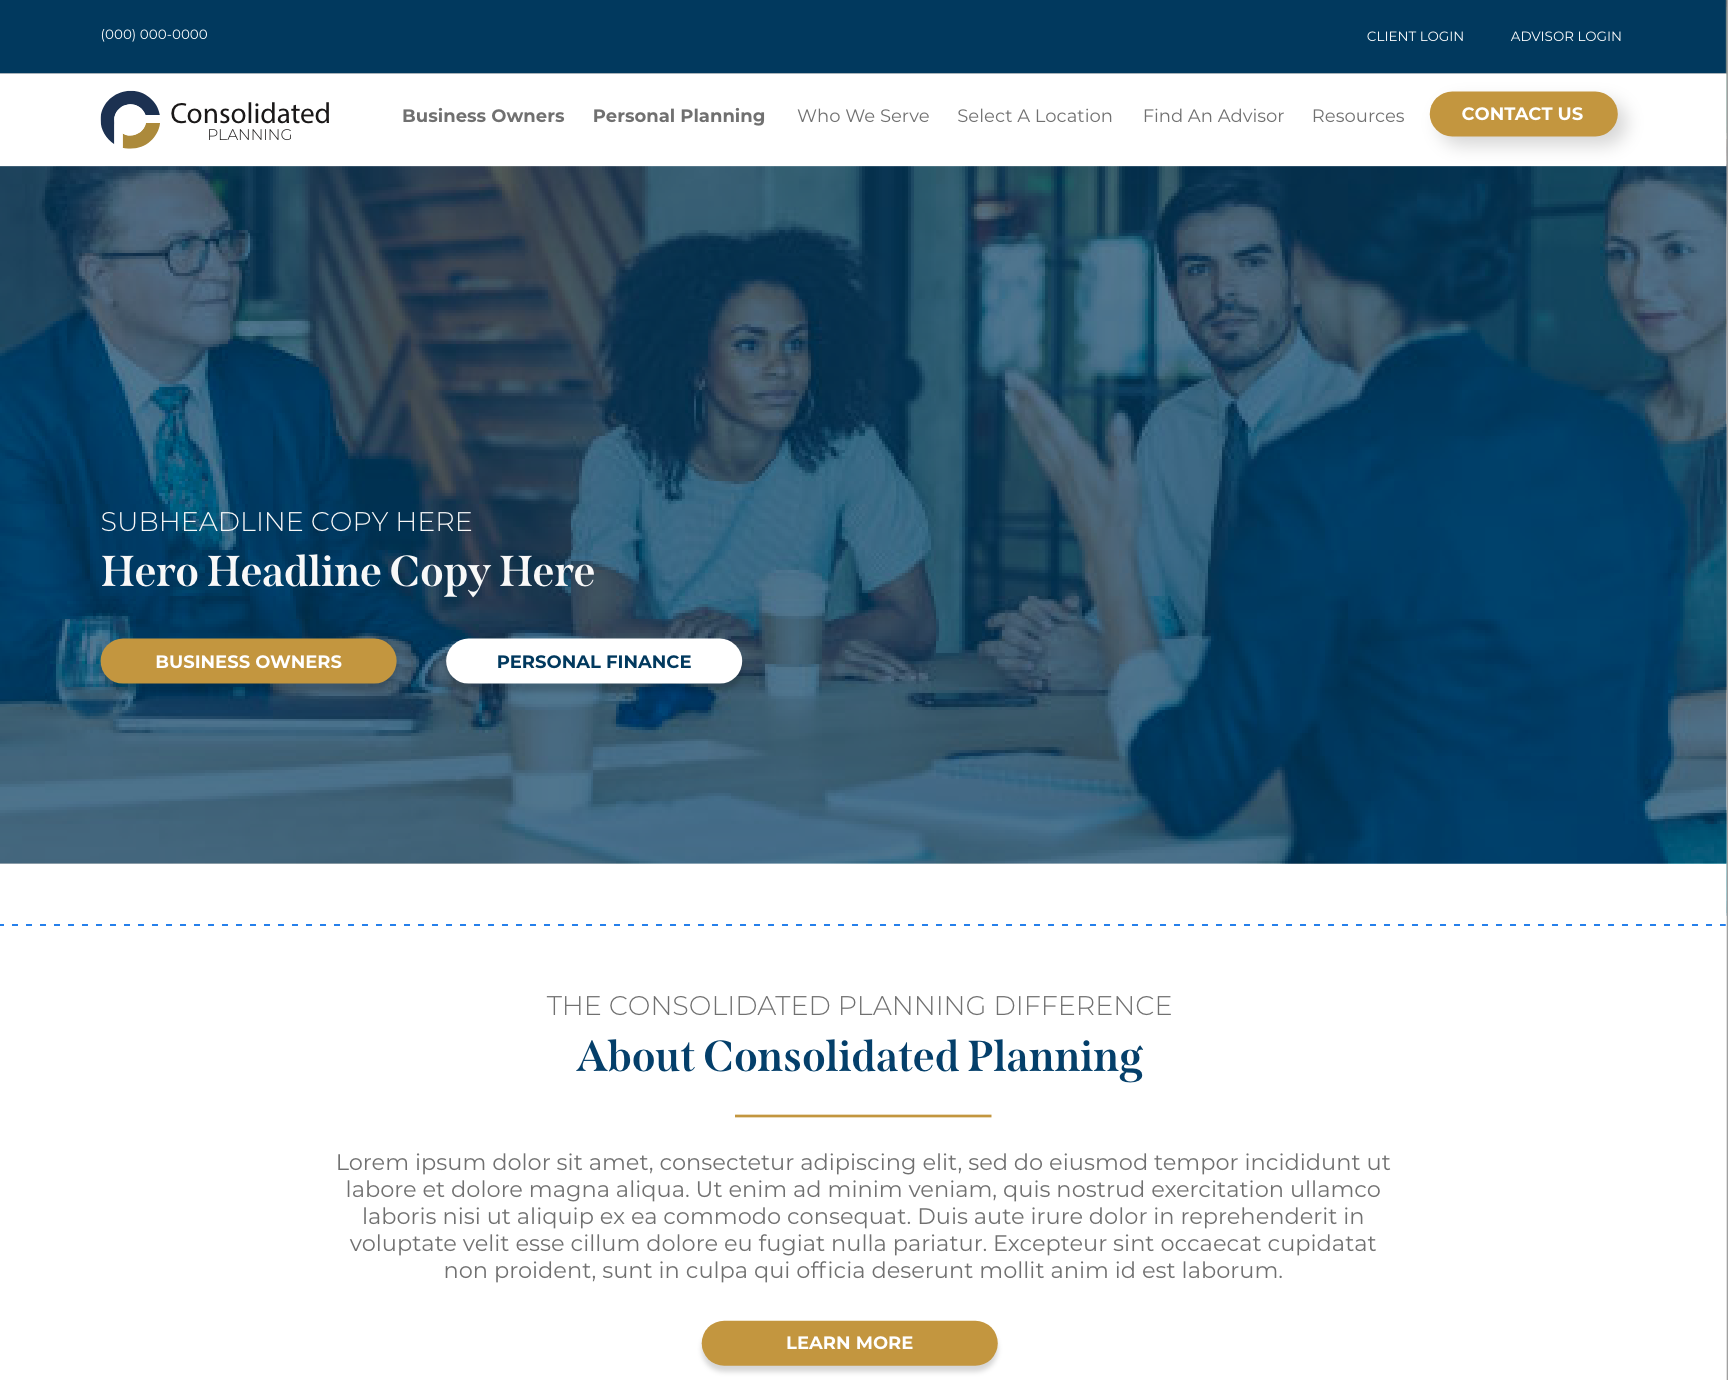 (000) 000-0000
CLIENT LOGIN
ADVISOR LOGIN
Consolidated
PLANNING
Business Owners
Personal Planning
Who We Serve
Select A Location
Find An Advisor
Resources
CONTACT US
SUBHEADLINE COPY HERE
Hero Headline Copy Here
BUSINESS OWNERS
PERSONAL FINANCE
THE CONSOLIDATED PLANNING DIFFERENCE
About Consolidated Planning
Lorem ipsum dolor sit amet, consectetur adipiscing elit, sed do eiusmod tempor incididunt ut
labore et dolore magna aliqua. Ut enim ad minim veniam, quis nostrud exercitation ullamco
laboris nisi ut aliquip ex ea commodo consequat. Duis aute irure dolor in reprehenderit in
voluptate velit esse cillum dolore eu fugiat nulla pariatur. Excepteur sint occaecat cupidatat
non proident, sunt in culpa qui officia deserunt mollit anim id est laborum.
LEARN MORE